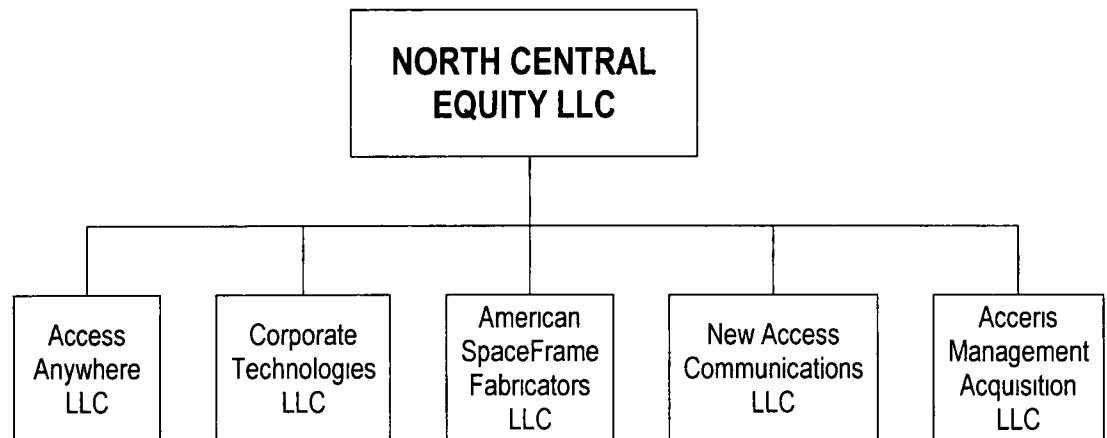 NORTH CENTRAL
EQUITY LLC
Access
Anywhere
LLC
Corporate
Technologies
LLC
American
SpaceFrame
Fabricators
LLC
New Access
Communications
LLC
Acceris
Management
Acquisition
LLC